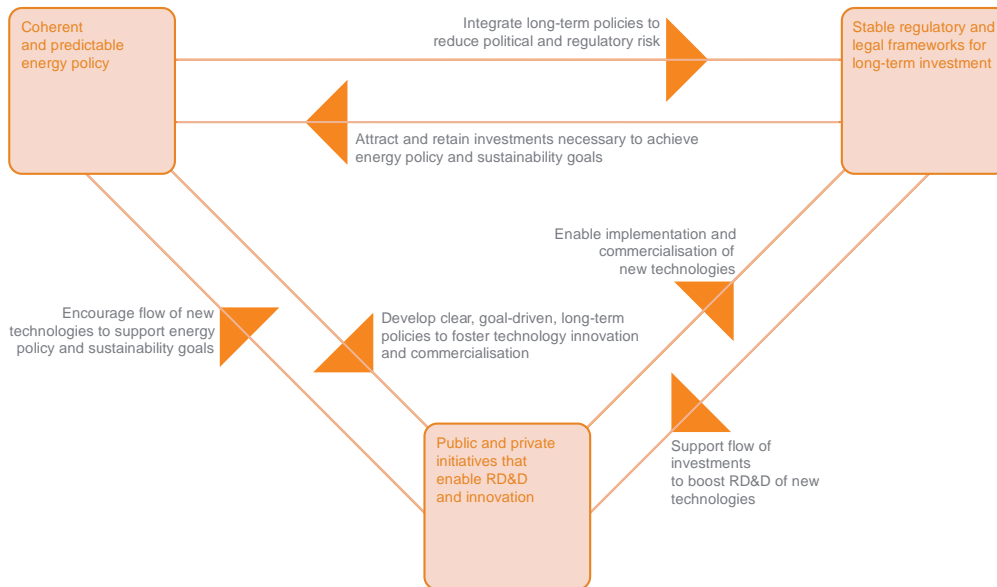 Coherent
and predictable
energy policy
Integrate long-term policies to
reduce political and regulatory risk
Stable regulatory and
legal frameworks for
long-term investment
Attract and retain investments necessary to achieve
energy policy and sustainability goals
Enable implementation and
commercialisation of
new technologies
Encourage flow of new
technologies to support energy
policy and sustainability goals
Develop clear, goal-driven, long-term
policies to foster technology innovation
and commercialisation
Public and private
initiatives that
enable RD&D
and innovation
Support flow of
investments
to boost RD&D of new
technologies